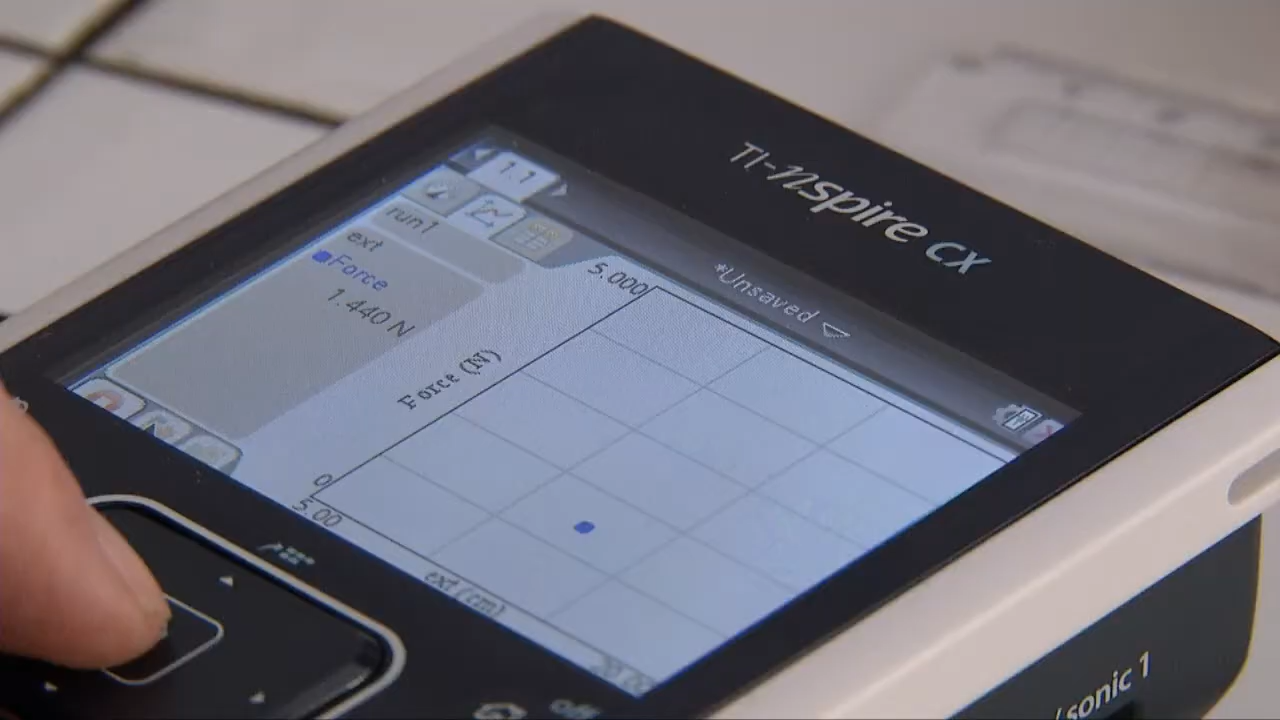 TI-nspire CX
1.1
*Unsaved
run1
ext
Force
1.440 N
5.000
Force (N)
0
5.00
ext (cm)
off
sonic 1